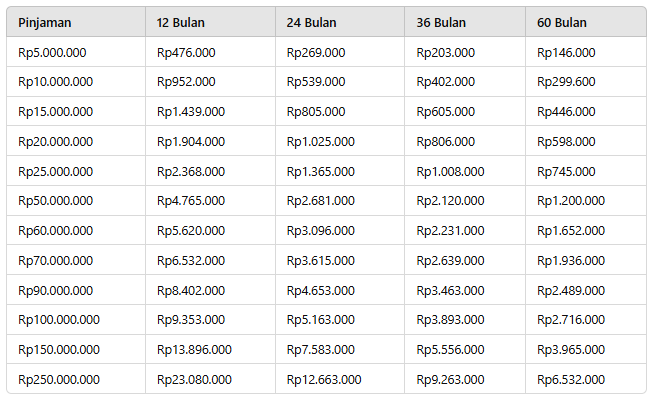 Pinjaman 12 Bulan 24 Bulan 36 Bulan 60 Bulan
Rp5.000.000 Rp476.000 Rp269.000 Rp203.000 Rp146.000
Rp10.000.000 Rp952.000 Rp539.000 Rp402.000 Rp299.600
Rp15.000.000 Rp1.439.000 Rp805.000 Rp605.000 Rp446.000
Rp20.000.000 Rp1.904.000 Rp1.025.000 Rp806.000 Rp598.000
Rp25.000.000 Rp2.368.000 Rp1.365.000 Rp1.008.000 Rp745.000
Rp50.000.000 Rp4.765.000 Rp2.681.000 Rp2.120.000 Rp1.200.000
Rp60.000.000 Rp5.620.000 Rp3.096.000 Rp2.231.000 Rp1.652.000
Rp70.000.000 Rp6.532.000 Rp3.615.000 Rp2.639.000 Rp1.936.000
Rp90.000.000 Rp8.402.000 Rp4.653.000 Rp3.463.000 Rp2.489.000
Rp100.000.000 Rp9.353.000 Rp5.163.000 Rp3.893.000 Rp2.716.000
Rp150.000.000 Rp13.896.000 Rp7.583.000 Rp5.556.000 Rp3.965.000
Rp250.000.000 Rp23.080.000 Rp12.663.000 Rp9.263.000 Rp6.532.000